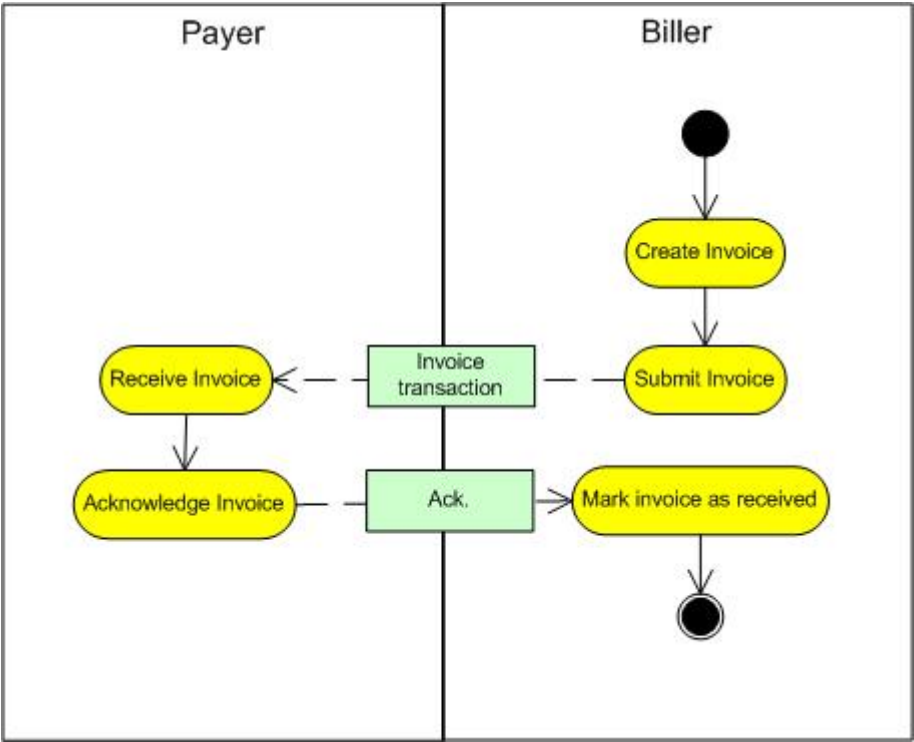 Payer
Biller
Create Invoice
Receive Invoice
Invoice
transaction
Submit Invoice
Acknowledge Invoice
Ack.
Mark invoice as received